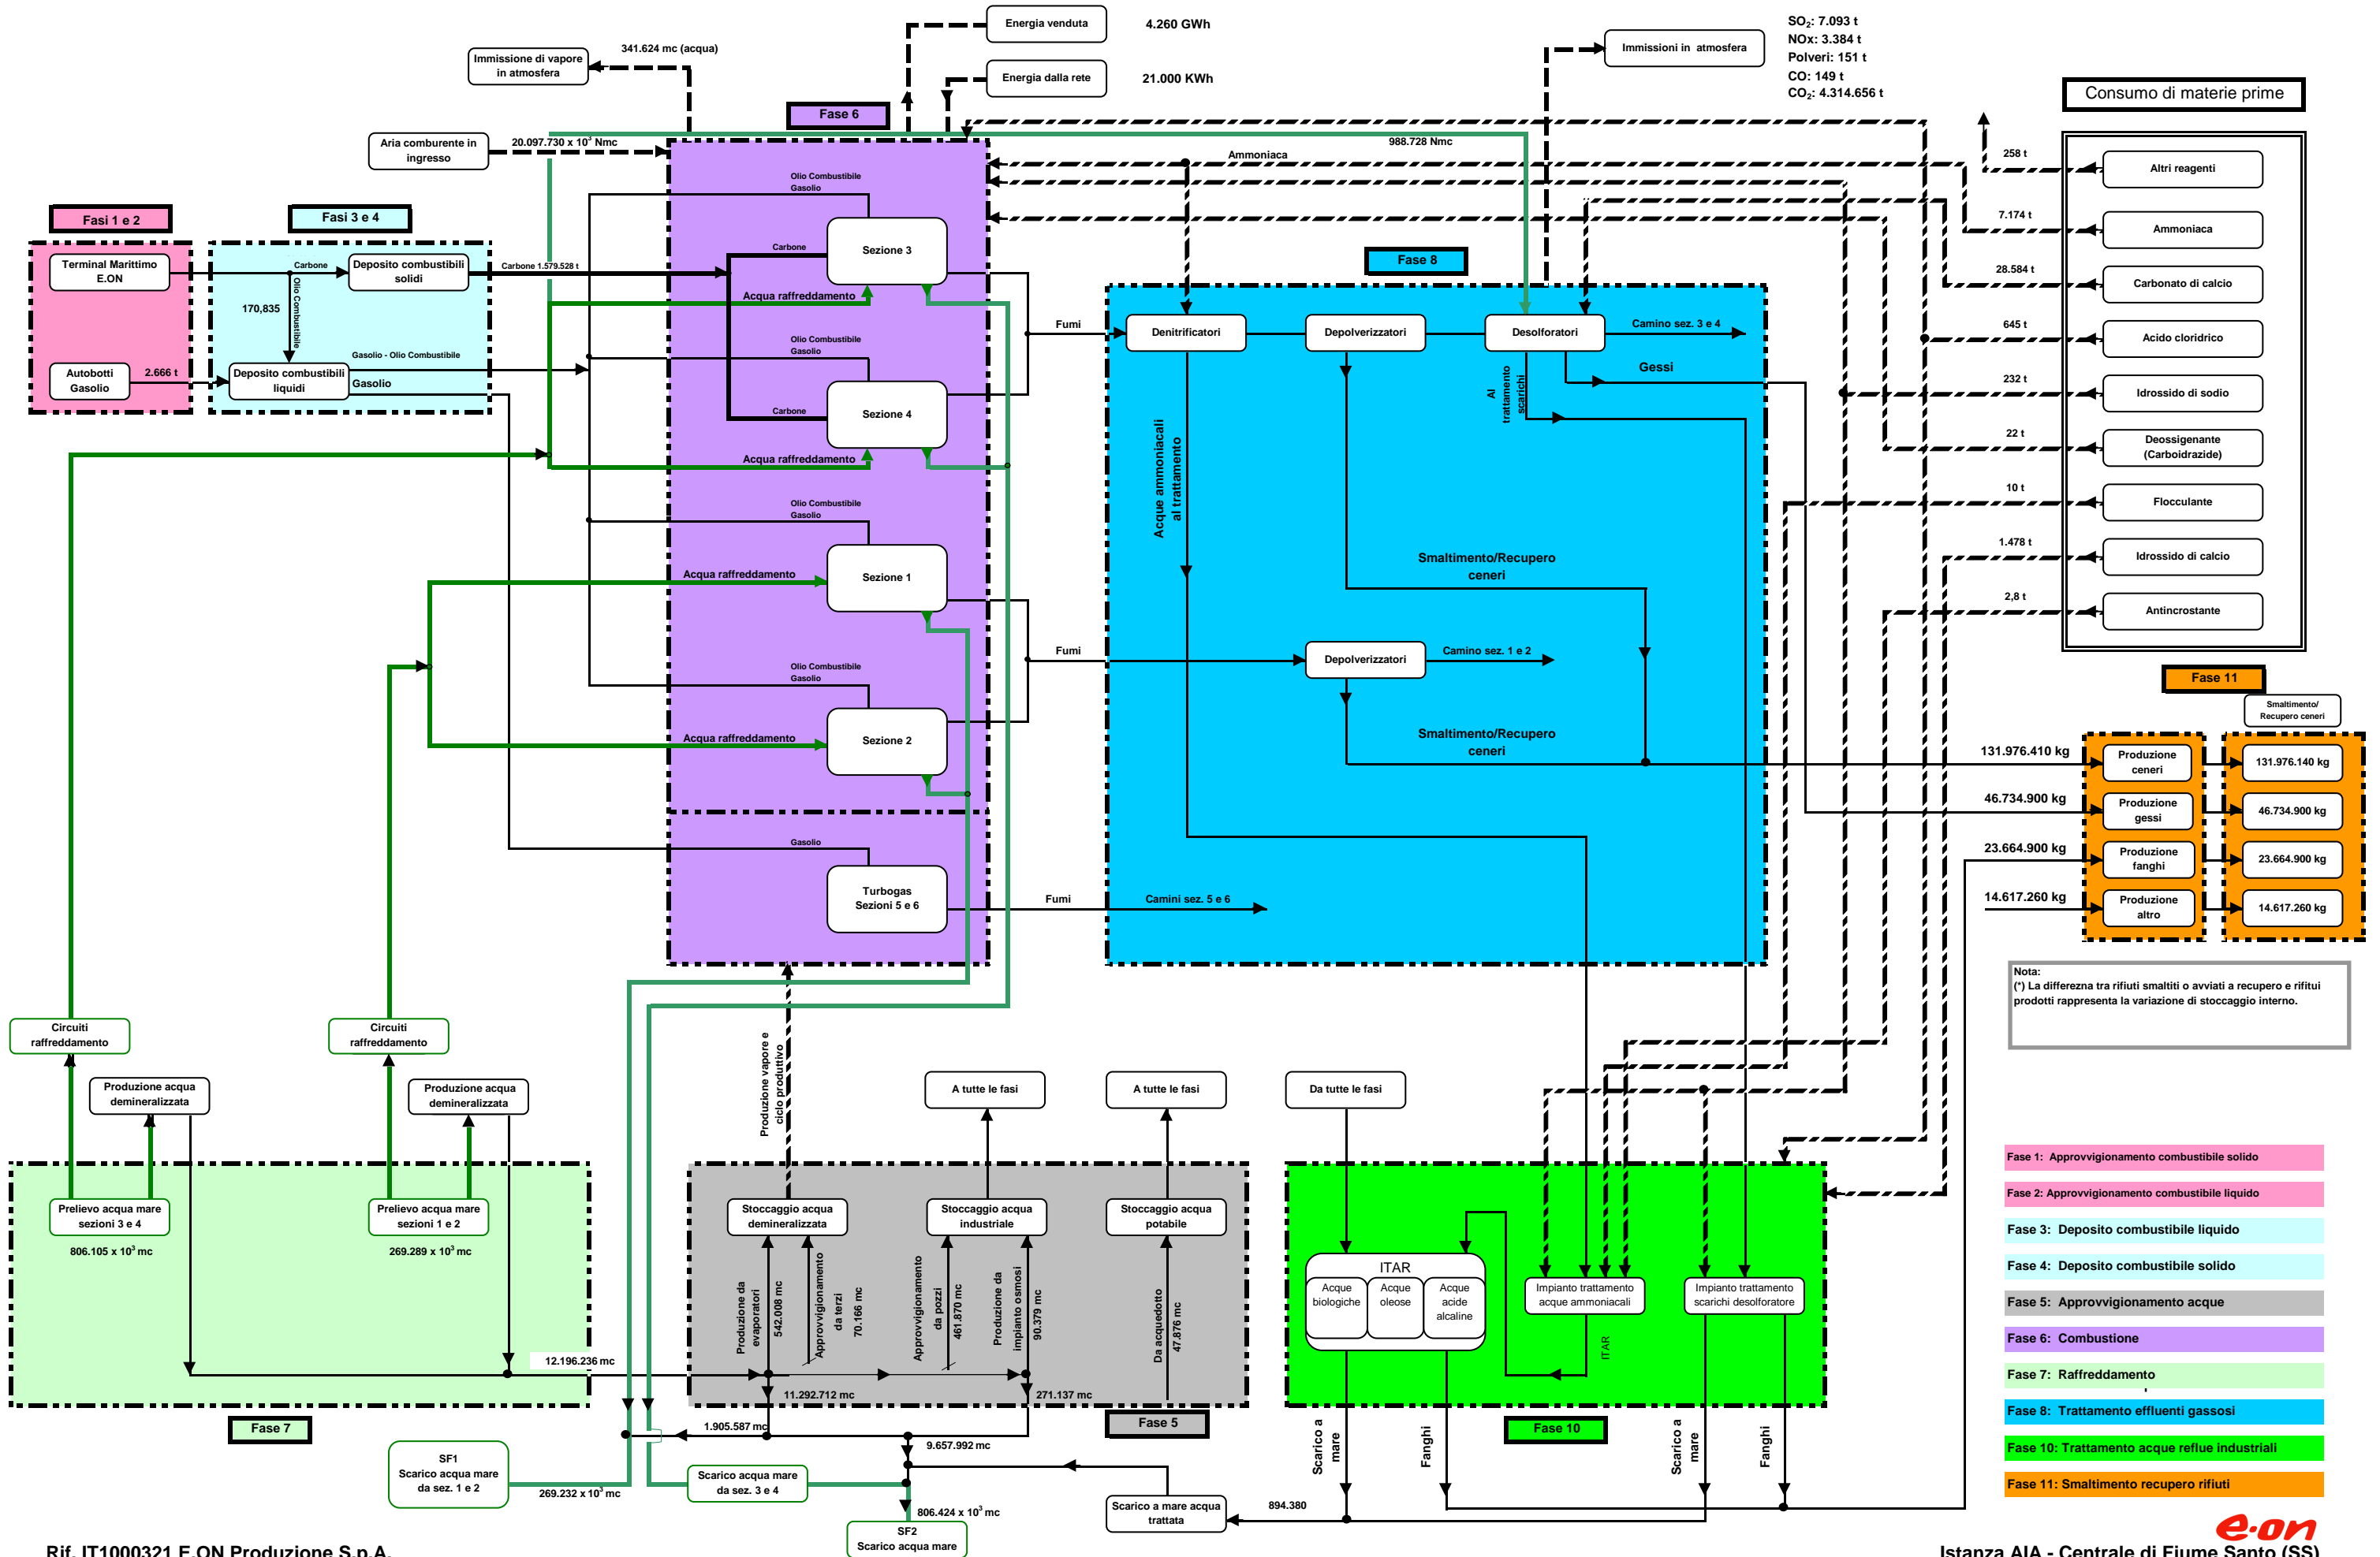 Energia venduta
4.260 GWh
SO2: 7.093 t
NOx: 3.384 t
Polveri: 151 t
CO: 149 t
CO2: 4.314.656 t
Immissione di vapore
in atmosfera
341.624 mc (acqua)
Immissioni in atmosfera
Energia dalla rete
21.000 KWh
Consumo di materie prime
Fase 6
Aria comburente in
ingresso
20.097.730 x 10³ Nmc
988.728 Nmc
Ammoniaca
258 t
Altri reagenti
7.174 t
Ammoniaca
28.584 t
Carbonato di calcio
645 t
Acido cloridrico
232 t
Idrossido di sodio
22 t
Deossigenante
(Carboidrazide)
10 t
Flocculante
1.478 t
Idrossido di calcio
2,8 t
Antincrostante
Fasi 1 e 2
Terminal Marittimo
E.ON
Autobotti
Gasolio
2.666 t
Fasi 3 e 4
Carbone
Deposito combustibili
solidi
170,835
Olio Combustibile
Deposito combustibili
liquidi
Gasolio - Olio Combustibile
Gasolio
Carbone 1.579.528 t
Olio Combustibile
Gasolio
Carbone
Sezione 3
Acqua raffreddamento
Olio Combustibile
Gasolio
Carbone
Sezione 4
Acqua raffreddamento
Olio Combustibile
Gasolio
Acqua raffreddamento
Sezione 1
Olio Combustibile
Gasolio
Acqua raffreddamento
Sezione 2
Gasolio
Turbogas
Sezioni 5 e 6
Fumi
Fumi
Fumi
Fase 8
Denitrificatori
Depolverizzatori
Desolforatori
Camino sez. 3 e 4
Gessi
Al
trattamento
scarichi
Acque ammoniacali
al trattamento
Smaltimento/Recupero
ceneri
Depolverizzatori
Camino sez. 1 e 2
Smaltimento/Recupero
ceneri
Camini sez. 5 e 6
Fase 11
Smaltimento/
Recupero ceneri
131.976.410 kg
Produzione
ceneri
131.976.140 kg
46.734.900 kg
Produzione
gessi
46.734.900 kg
23.664.900 kg
Produzione
fanghi
23.664.900 kg
14.617.260 kg
Produzione
altro
14.617.260 kg
Nota:
(*) La differezna tra rifiuti smaltiti o avviati a recupero e rifitui
prodotti rappresenta la variazione di stoccaggio interno.
Circuiti
raffreddamento
Produzione acqua
demineralizzata
Circuiti
raffreddamento
Produzione acqua
demineralizzata
Prelievo acqua mare
sezioni 3 e 4
806.105 x 10³ mc
Prelievo acqua mare
sezioni 1 e 2
269.289 x 10³ mc
12.196.236 mc
Fase 7
Produzione vapore e
ciclo produttivo
A tutte le fasi
A tutte le fasi
Da tutte le fasi
Stoccaggio acqua
demineralizzata
Stoccaggio acqua
industriale
Stoccaggio acqua
potabile
Produzione da
evaporatori
542.008 mc
Approvvigionamento
da terzi
70.166 mc
Approvvigionamento
da pozzi
461.870 mc
Produzione da
impianto osmosi
90.379 mc
Da acquedotto
47.876 mc
11.292.712 mc
271.137 mc
Fase 5
1.905.587 mc
9.657.992 mc
SF1
Scarico acqua mare
da sez. 1 e 2
269.232 x 10³ mc
Scarico acqua mare
da sez. 3 e 4
806.424 x 10³ mc
SF2
Scarico acqua mare
Scarico a mare acqua
trattata
894.380
ITAR
Acque
biologiche
Acque
oleose
Acque
acide
alcaline
Impianto trattamento
acque ammoniacali
Impianto trattamento
scarichi desolforatore
ITAR
Fase 10
Scarico a
mare
Fanghi
Scarico a
mare
Fanghi
Fase 1: Approvvigionamento combustibile solido
Fase 2: Approvvigionamento combustibile liquido
Fase 3: Deposito combustibile liquido
Fase 4: Deposito combustibile solido
Fase 5: Approvvigionamento acque
Fase 6: Combustione
Fase 7: Raffreddamento
Fase 8: Trattamento effluenti gassosi
Fase 10: Trattamento acque reflue industriali
Fase 11: Smaltimento recupero rifiuti
e·on
Rif. IT1000321 E.ON Produzione S.p.A.
Istanza AIA - Centrale di Fiume Santo (SS)